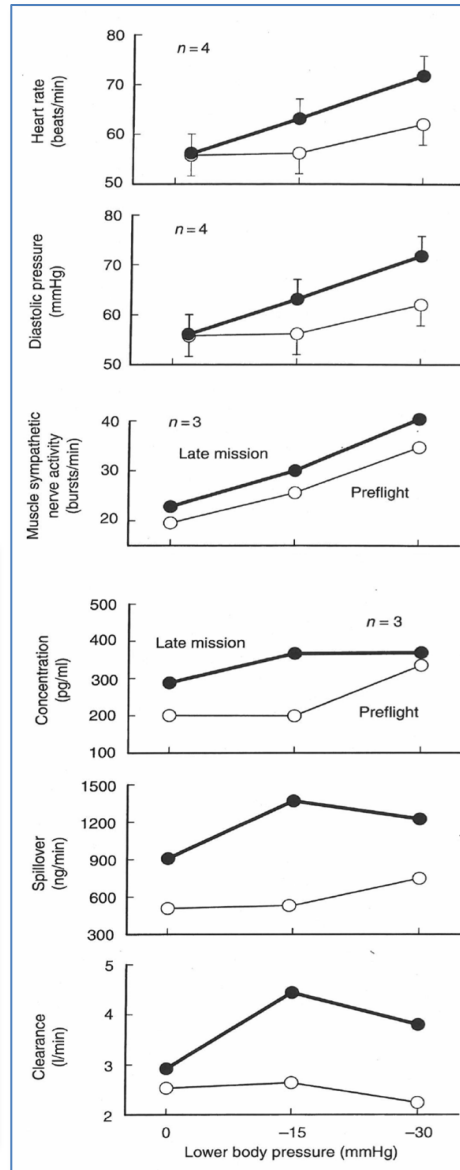 80
n=4
70
60
50
Heart rate
(beats/min)
80
n=4
70
60
50
Diastolic pressure
(mmHg)
40
n=3
Late mission
30
Preflight
20
Muscle sympathetic
nerve activity
(bursts/min)
500
n=3
400
Late mission
300
200
Preflight
100
Concentration
(pg/ml)
1500
1200
900
600
300
Spillover
(ng/min)
5
4
3
2
Clearance
(l/min)
0 –15 –30
Lower body pressure (mmHg)